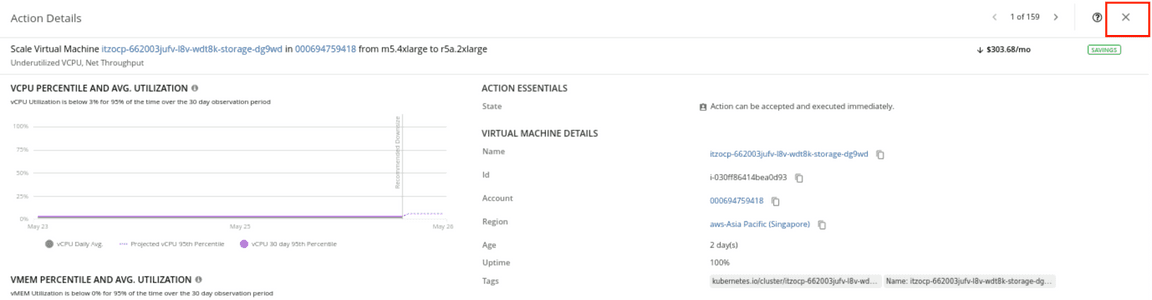 Action Details
1 of 159
Scale Virtual Machine itzocp-662003jufv-l8v-wdt8k-storage-dg9wd in 000694759418 from m5.4xlarge to r5a.2xlarge
$303.68/mo
SAVINGS
Underutilized VCPU, Net Throughput
VCPU PERCENTILE AND AVG. UTILIZATION
vCPU Utilization is below 3% for 95% of the time over the 30 day observation period
100%
75%
50%
25%
0%
Recommended Downsize
May 23
May 25
May 28
vCPU Daily Avg.
Projected vCPU 95th Percentile
vCPU 30 day 95th Percentile
VMEM PERCENTILE AND AVG. UTILIZATION
vMEM Utilization is below 0% for 95% of the time over the 30 day observation period
ACTION ESSENTIALS
State
Action can be accepted and executed immediately.
VIRTUAL MACHINE DETAILS
Name
itzocp-662003jufv-l8v-wdt8k-storage-dg9wd
Id
i-030ff86414bea0d93
Account
000694759418
Region
aws-Asia Pacific (Singapore)
Age
2 day(s)
Uptime
100%
Tags
kubernetes.io/cluster/itzocp-662003jufv-l8v-wd...
Name: itzocp-662003jufv-l8v-wdt8k-storage-dg...